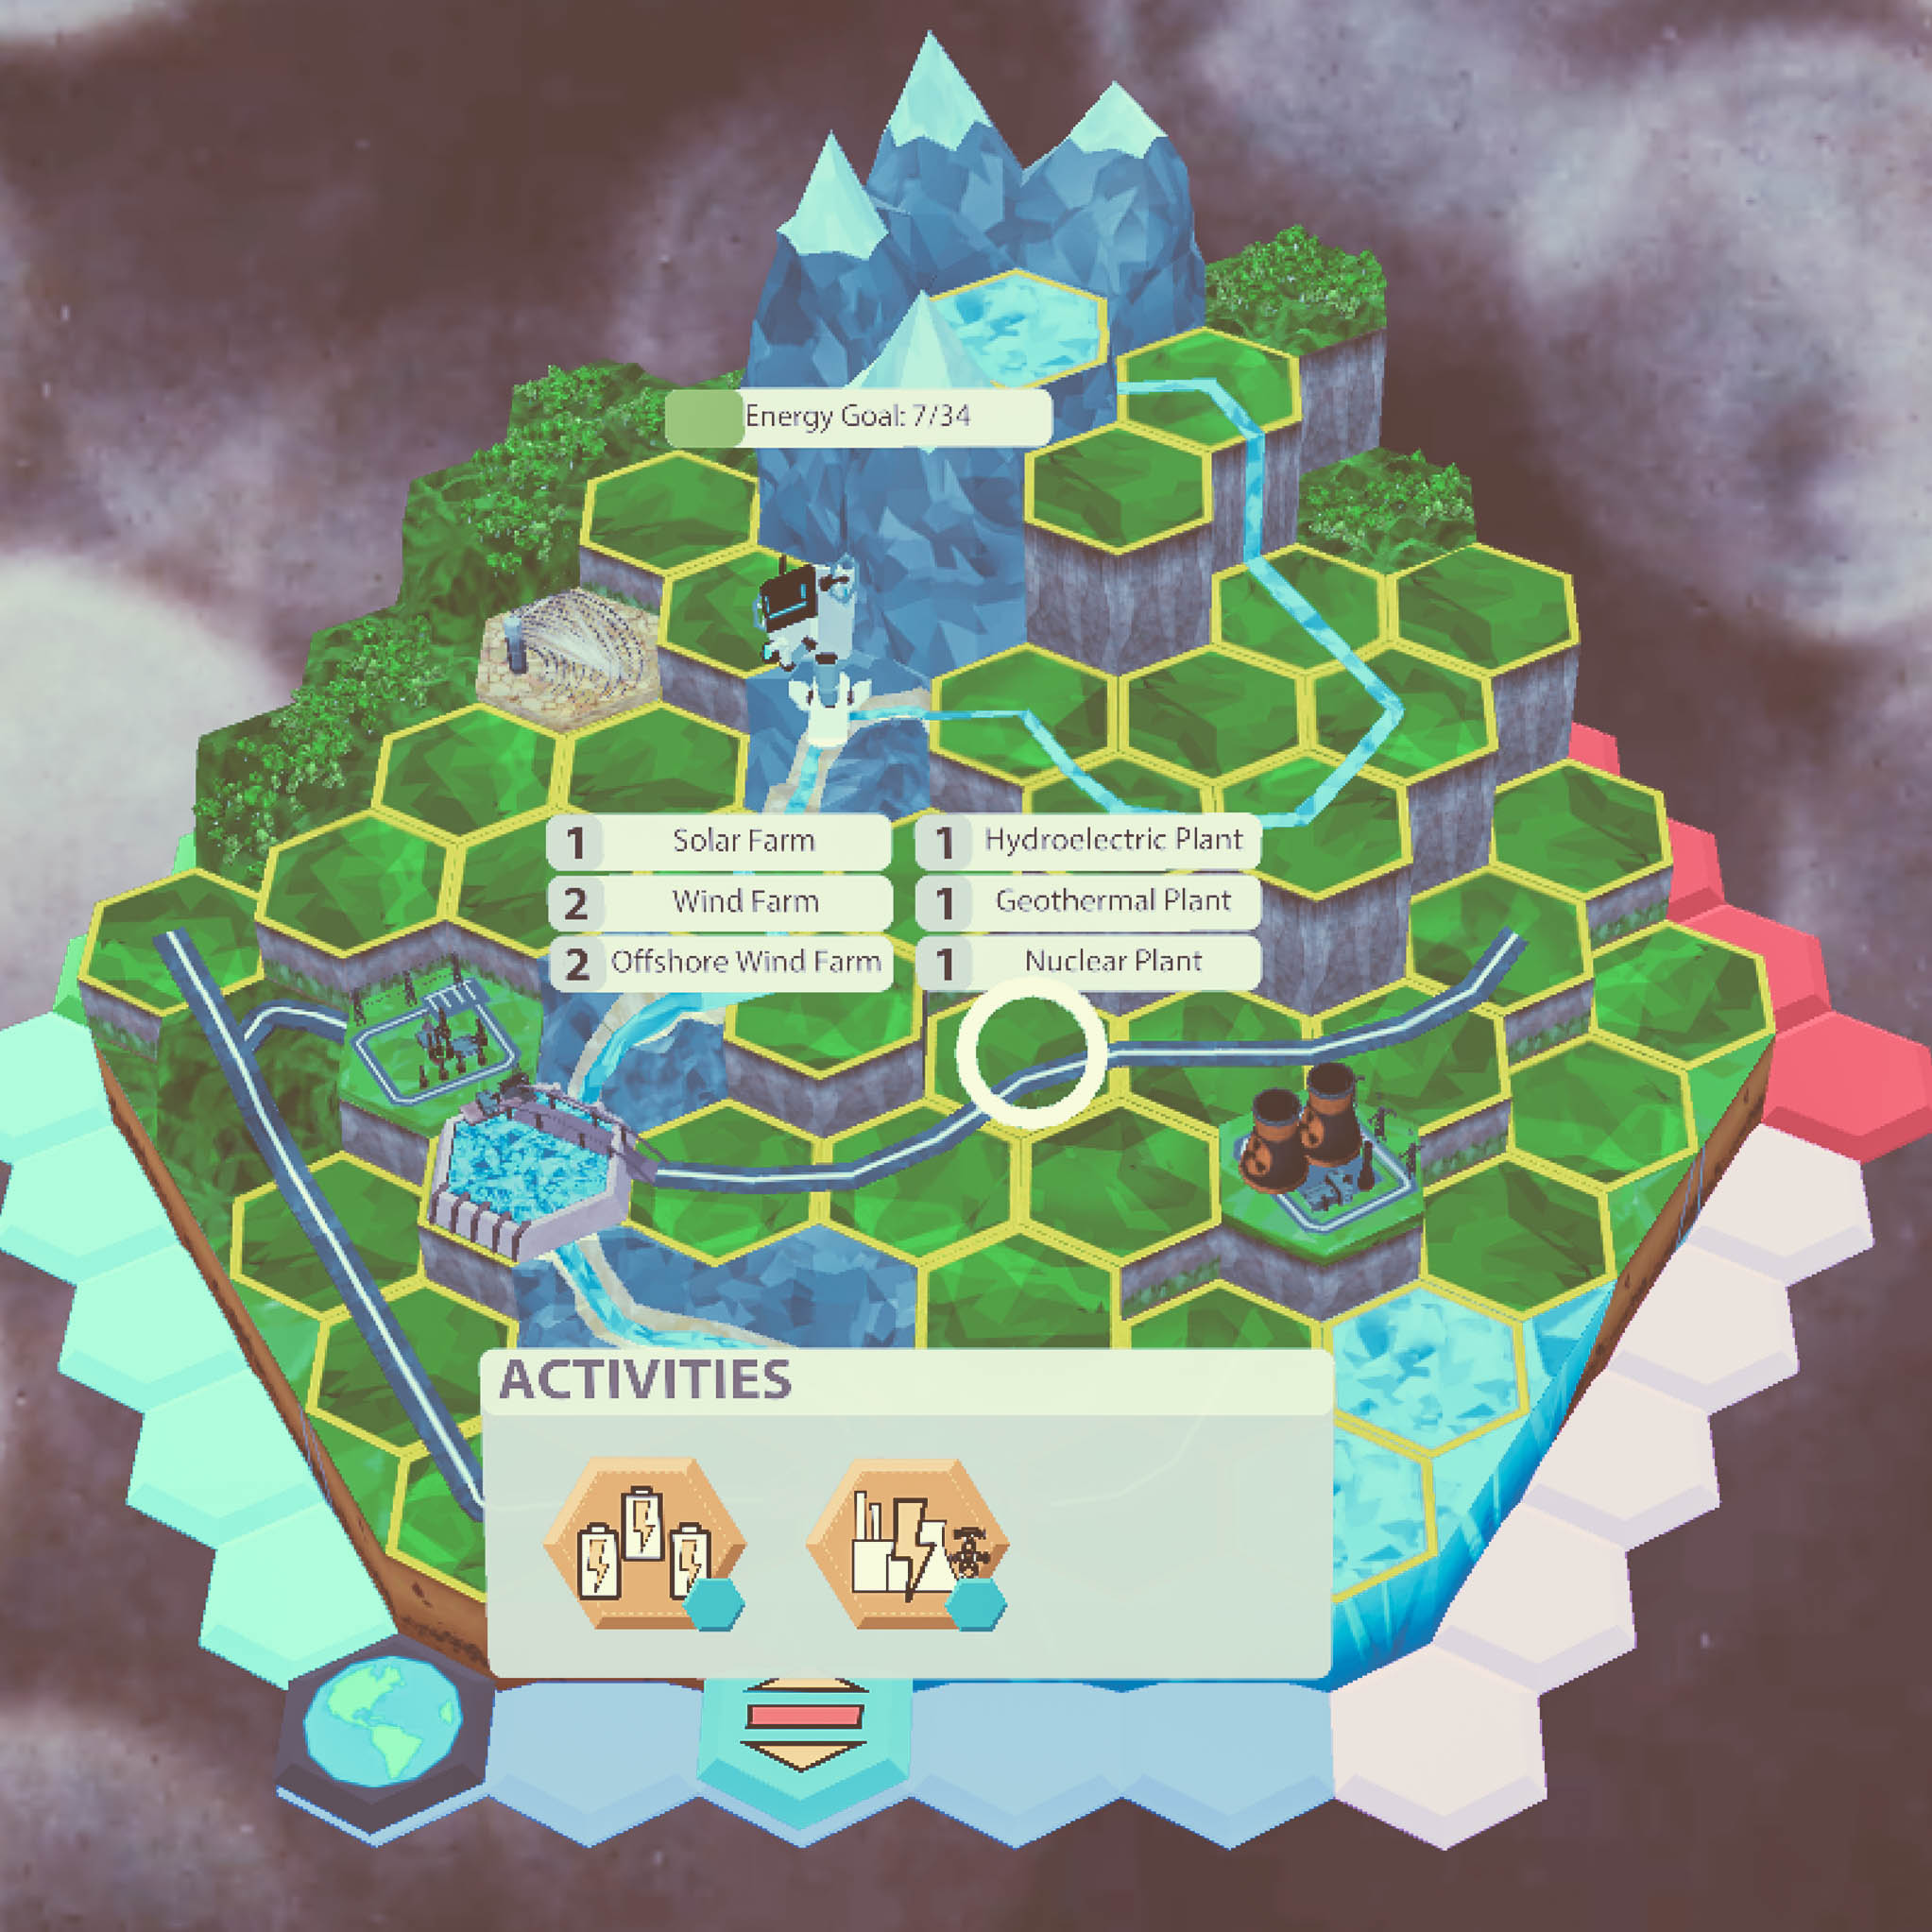 Energy Goal: 7/34
1 Solar Farm
1 Hydroelectric Plant
2 Wind Farm
1 Geothermal Plant
2 Offshore Wind Farm
1 Nuclear Plant
ACTIVITIES